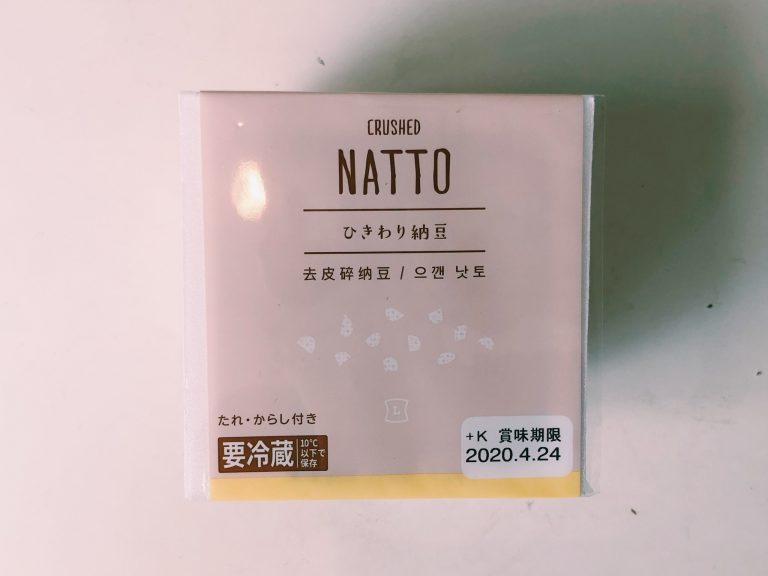 CRUSHED
NATTO
ひきわり納豆
去皮碎纳豆 / 으깬 낫토
L
たれ・からし付き
要冷蔵
10℃
以下で
保存
+K 賞味期限
2020.4.24